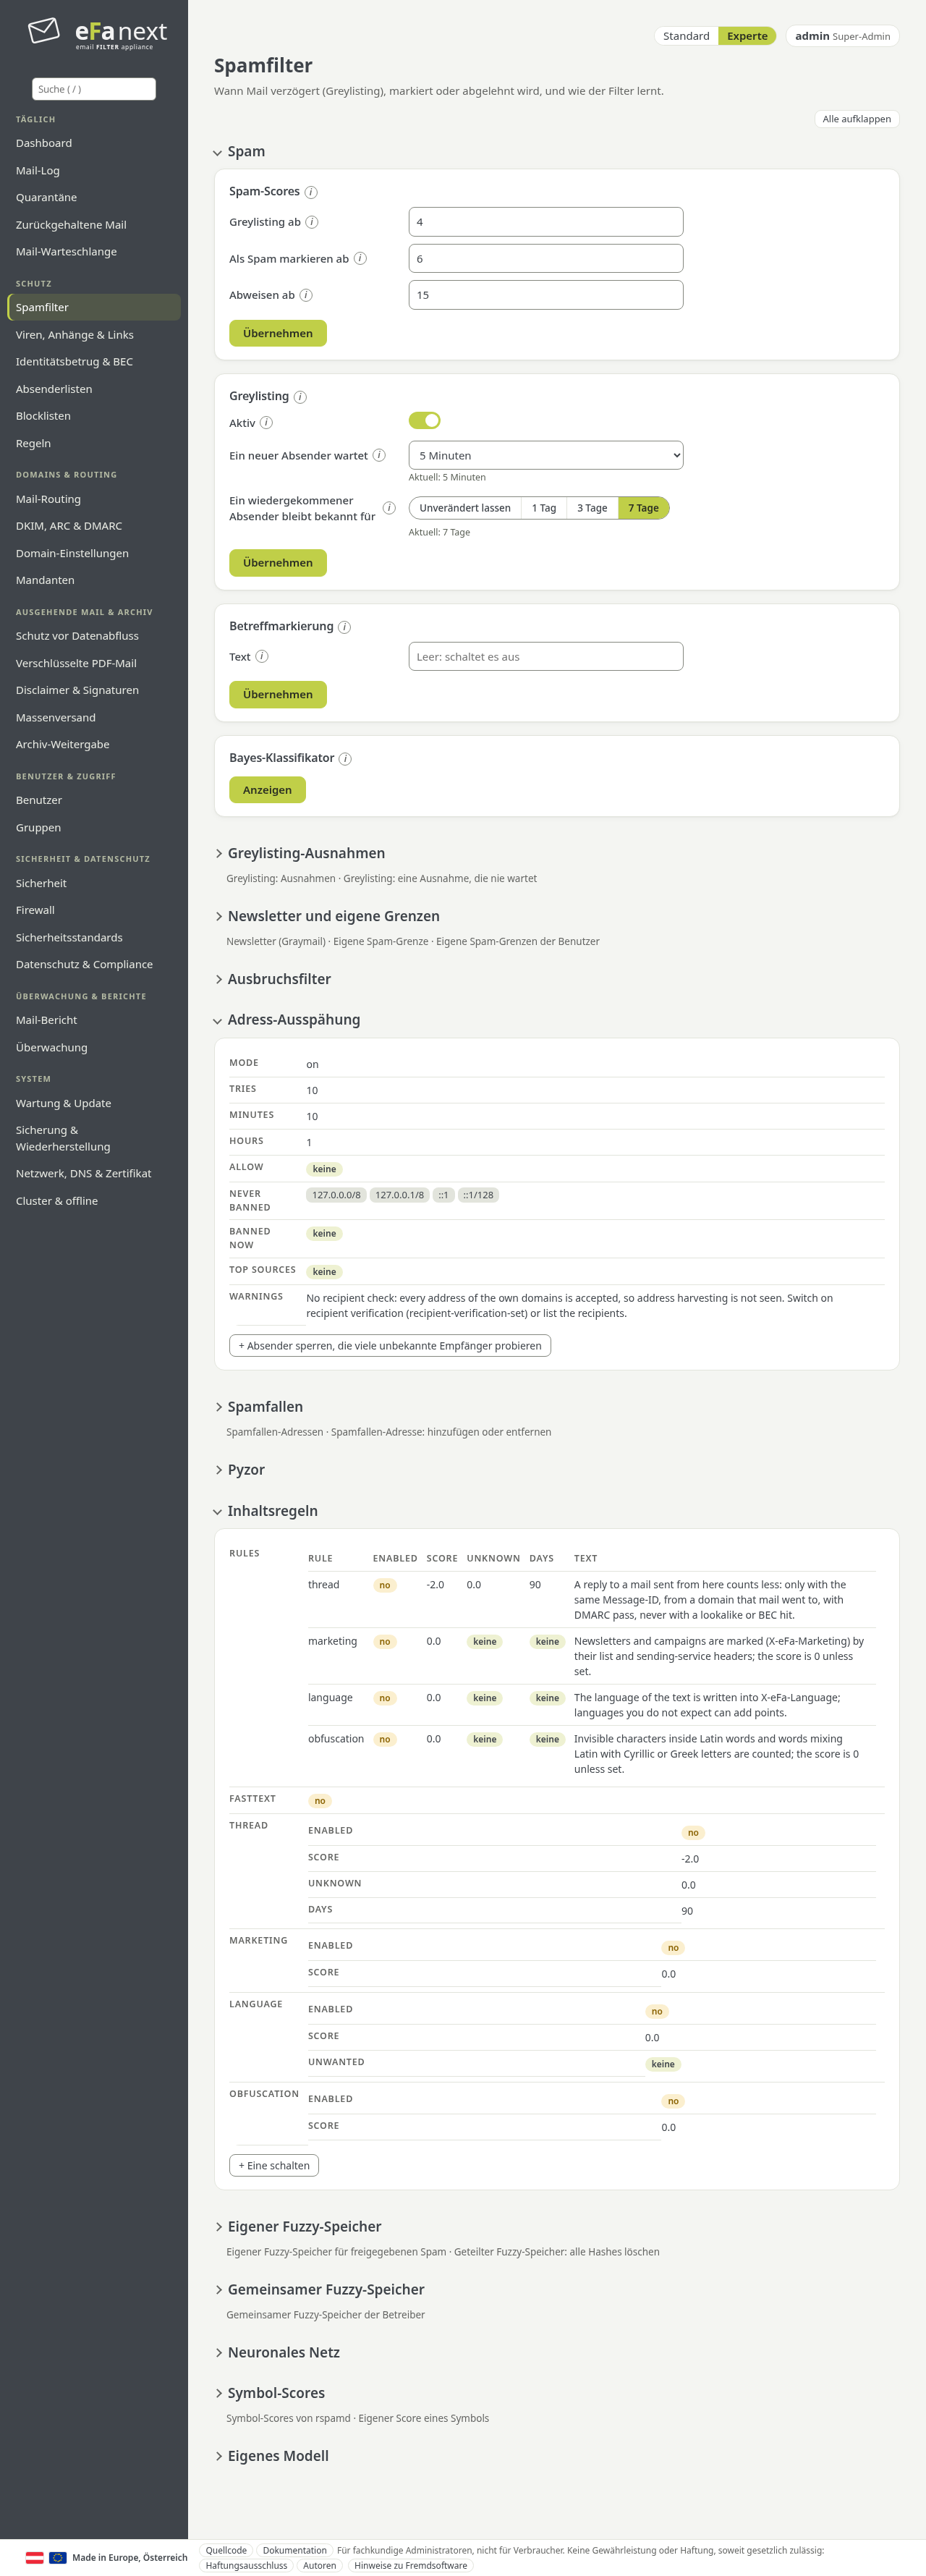 eFa next
email FILTER appliance
Suche ( / )
TÄGLICH
Dashboard
Mail-Log
Quarantäne
Zurückgehaltene Mail
Mail-Warteschlange
SCHUTZ
Spamfilter
Viren, Anhänge & Links
Identitätsbetrug & BEC
Absenderlisten
Blocklisten
Regeln
DOMAINS & ROUTING
Mail-Routing
DKIM, ARC & DMARC
Domain-Einstellungen
Mandanten
AUSGEHENDE MAIL & ARCHIV
Schutz vor Datenabfluss
Verschlüsselte PDF-Mail
Disclaimer & Signaturen
Massenversand
Archiv-Weitergabe
BENUTZER & ZUGRIFF
Benutzer
Gruppen
SICHERHEIT & DATENSCHUTZ
Sicherheit
Firewall
Sicherheitsstandards
Datenschutz & Compliance
ÜBERWACHUNG & BERICHTE
Mail-Bericht
Überwachung
SYSTEM
Wartung & Update
Sicherung &
Wiederherstellung
Netzwerk, DNS & Zertifikat
Cluster & offline
Standard Experte admin Super-Admin
Spamfilter
Wann Mail verzögert (Greylisting), markiert oder abgelehnt wird, und wie der Filter lernt.
Alle aufklappen
Spam
Spam-Scores i
Greylisting ab i 4
Als Spam markieren ab i 6
Abweisen ab i 15
Übernehmen
Greylisting i
Aktiv i
Ein neuer Absender wartet i 5 Minuten
Aktuell: 5 Minuten
Ein wiedergekommener
Absender bleibt bekannt für i Unverändert lassen 1 Tag 3 Tage 7 Tage
Aktuell: 7 Tage
Übernehmen
Betreffmarkierung i
Text i Leer: schaltet es aus
Übernehmen
Bayes-Klassifikator i
Anzeigen
Greylisting-Ausnahmen
Greylisting: Ausnahmen · Greylisting: eine Ausnahme, die nie wartet
Newsletter und eigene Grenzen
Newsletter (Graymail) · Eigene Spam-Grenze · Eigene Spam-Grenzen der Benutzer
Ausbruchsfilter
Adress-Ausspähung
MODE on
TRIES 10
MINUTES 10
HOURS 1
ALLOW keine
NEVER BANNED 127.0.0.0/8 127.0.0.1/8 ::1 ::1/128
BANNED NOW keine
TOP SOURCES keine
WARNINGS No recipient check: every address of the own domains is accepted, so address harvesting is not seen. Switch on
recipient verification (recipient-verification-set) or list the recipients.
+ Absender sperren, die viele unbekannte Empfänger probieren
Spamfallen
Spamfallen-Adressen · Spamfallen-Adresse: hinzufügen oder entfernen
Pyzor
Inhaltsregeln
RULES
RULE ENABLED SCORE UNKNOWN DAYS TEXT
thread no -2.0 0.0 90 A reply to a mail sent from here counts less: only with the
same Message-ID, from a domain that mail went to, with
DMARC pass, never with a lookalike or BEC hit.
marketing no 0.0 keine keine Newsletters and campaigns are marked (X-eFa-Marketing) by
their list and sending-service headers; the score is 0 unless
set.
language no 0.0 keine keine The language of the text is written into X-eFa-Language;
languages you do not expect can add points.
obfuscation no 0.0 keine keine Invisible characters inside Latin words and words mixing
Latin with Cyrillic or Greek letters are counted; the score is 0
unless set.
FASTTEXT no
THREAD
ENABLED no
SCORE -2.0
UNKNOWN 0.0
DAYS 90
MARKETING
ENABLED no
SCORE 0.0
LANGUAGE
ENABLED no
SCORE 0.0
UNWANTED keine
OBFUSCATION
ENABLED no
SCORE 0.0
+ Eine schalten
Eigener Fuzzy-Speicher
Eigener Fuzzy-Speicher für freigegebenen Spam · Geteilter Fuzzy-Speicher: alle Hashes löschen
Gemeinsamer Fuzzy-Speicher
Gemeinsamer Fuzzy-Speicher der Betreiber
Neuronales Netz
Symbol-Scores
Symbol-Scores von rspamd · Eigener Score eines Symbols
Eigenes Modell
Made in Europe, Österreich
Quellcode Dokumentation Für fachkundige Administratoren, nicht für Verbraucher. Keine Gewährleistung oder Haftung, soweit gesetzlich zulässig:
Haftungsausschluss Autoren Hinweise zu Fremdsoftware